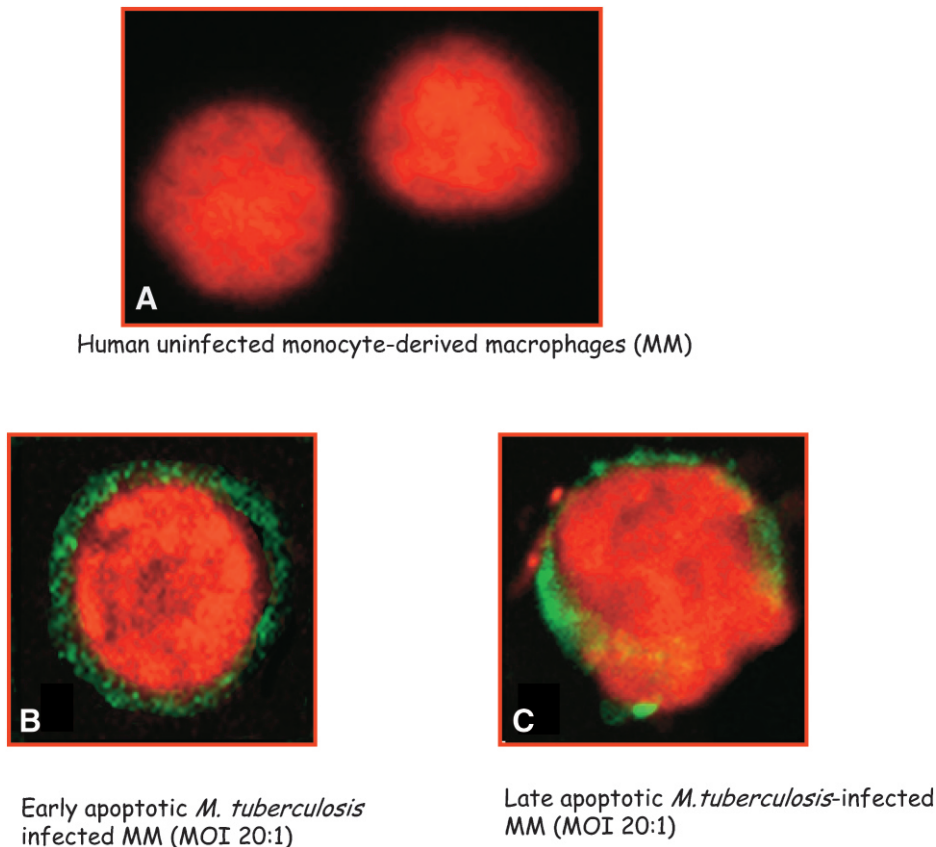 A
Human uninfected monocyte-derived macrophages (MM)
B
C
Early apoptotic M. tuberculosis
infected MM (MOI 20:1)
Late apoptotic M.tuberculosis-infected
MM (MOI 20:1)